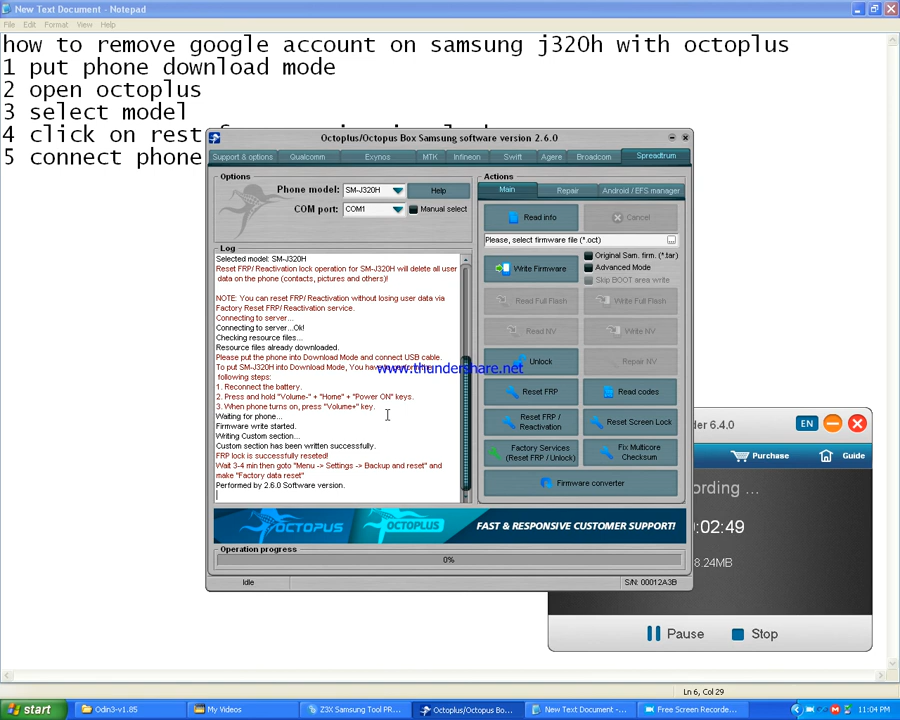 New Text Document - Notepad
File Edit Format View Help
how to remove google account on samsung j320h with octoplus
1 put phone download mode
2 open octoplus
3 select model
4 click on rest
5 connect phone
Octoplus/Octopus Box Samsung software version 2.6.0
Support & options Qualcomm Exynos MTK Infineon Swift Agere Broadcom Spreadtrum
Options
Phone model: SM-J320H Help
COM port: COM1 Manual select
Log
Selected model: SM-J320H
Reset FRP/ Reactivation lock operation for SM-J320H will delete all user
data on the phone (contacts, pictures and others)!
NOTE: You can reset FRP/ Reactivation without losing user data via
Factory Reset FRP/ Reactivation service.
Connecting to server...
Connecting to server...Ok!
Checking resource files...
Resource files already downloaded.
Please put the phone into Download Mode and connect USB cable.
To put SM-J320H into Download Mode, You have
following steps:
1. Reconnect the battery.
2. Press and hold "Volume-" + "Home" + "Power ON" keys.
3. When phone turns on, press "Volume+" key.
Waiting for phone...
Firmware write started.
Writing Custom section...
Custom section has been written successfully.
FRP lock is successfully reseted!
Wait 3-4 min then goto "Menu -> Settings -> Backup and reset" and
make "Factory data reset"
Performed by 2.6.0 Software version.
Actions
Main Repair Android / EFS manager
Read info Cancel
Please, select firmware file (*.oct) ...
Original Sam. firm. (*.tar)
Write Firmware Advanced Mode
Skip BOOT area write
Read Full Flash Write Full Flash
Read NV Write NV
Unlock Repair NV
Reset FRP Read codes
Reset FRP / Reactivation Reset Screen Lock
Factory Services (Reset FRP / Unlock) Fix Multicore Checksum
Firmware converter
www.thundershare.net
OCTOPUS OCTOPLUS FAST & RESPONSIVE CUSTOMER SUPPORT!
Operation progress
0%
Idle S/N: 00012A3B
der 6.4.0 EN
Purchase Guide
ording ...
:02:49
8.24MB
Pause Stop
Ln 6, Col 29
start Odin3-v1.85 My Videos Z3X Samsung Tool PR... Octoplus/Octopus Bo... New Text Document -... Free Screen Recorde... 11:04 PM